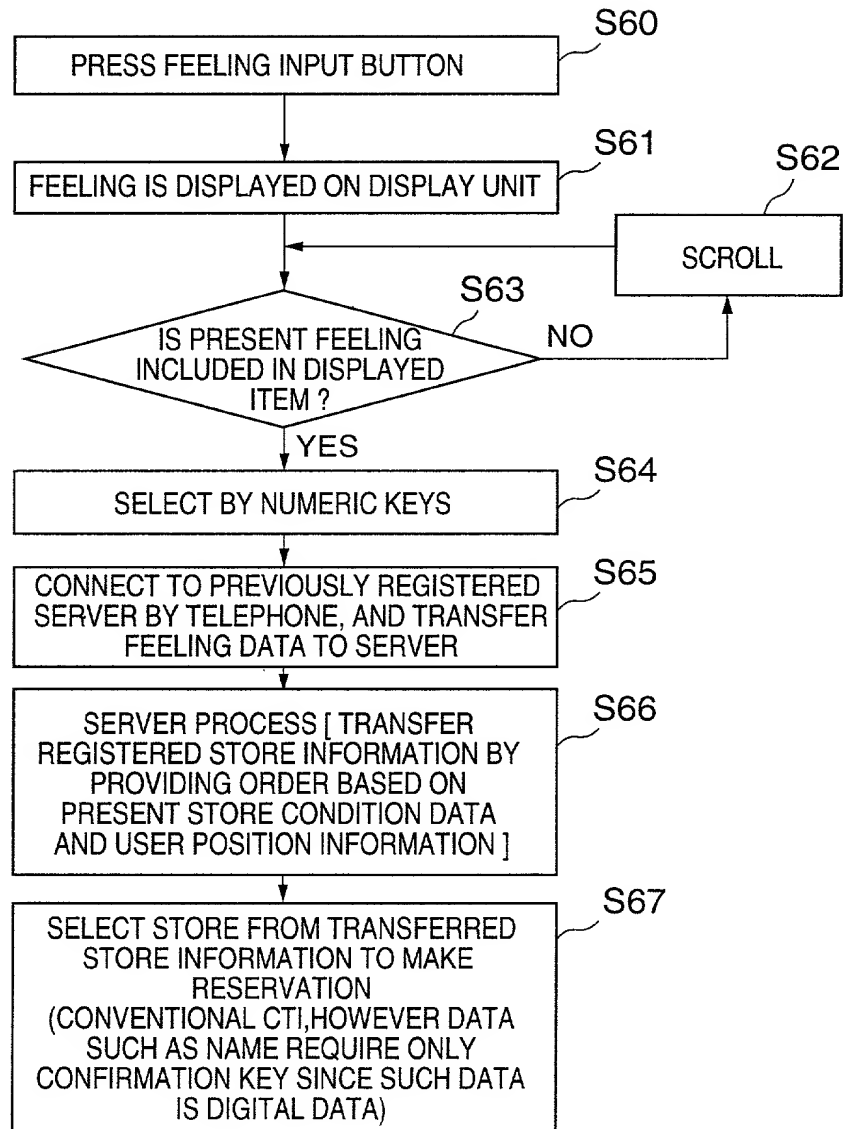 S60
PRESS FEELING INPUT BUTTON
S61
FEELING IS DISPLAYED ON DISPLAY UNIT
S62
SCROLL
S63
IS PRESENT FEELING
INCLUDED IN DISPLAYED
ITEM ?
NO
YES
S64
SELECT BY NUMERIC KEYS
S65
CONNECT TO PREVIOUSLY REGISTERED
SERVER BY TELEPHONE, AND TRANSFER
FEELING DATA TO SERVER
S66
SERVER PROCESS [ TRANSFER
REGISTERED STORE INFORMATION BY
PROVIDING ORDER BASED ON
PRESENT STORE CONDITION DATA
AND USER POSITION INFORMATION ]
S67
SELECT STORE FROM TRANSFERRED
STORE INFORMATION TO MAKE
RESERVATION
(CONVENTIONAL CTI,HOWEVER DATA
SUCH AS NAME REQUIRE ONLY
CONFIRMATION KEY SINCE SUCH DATA
IS DIGITAL DATA)